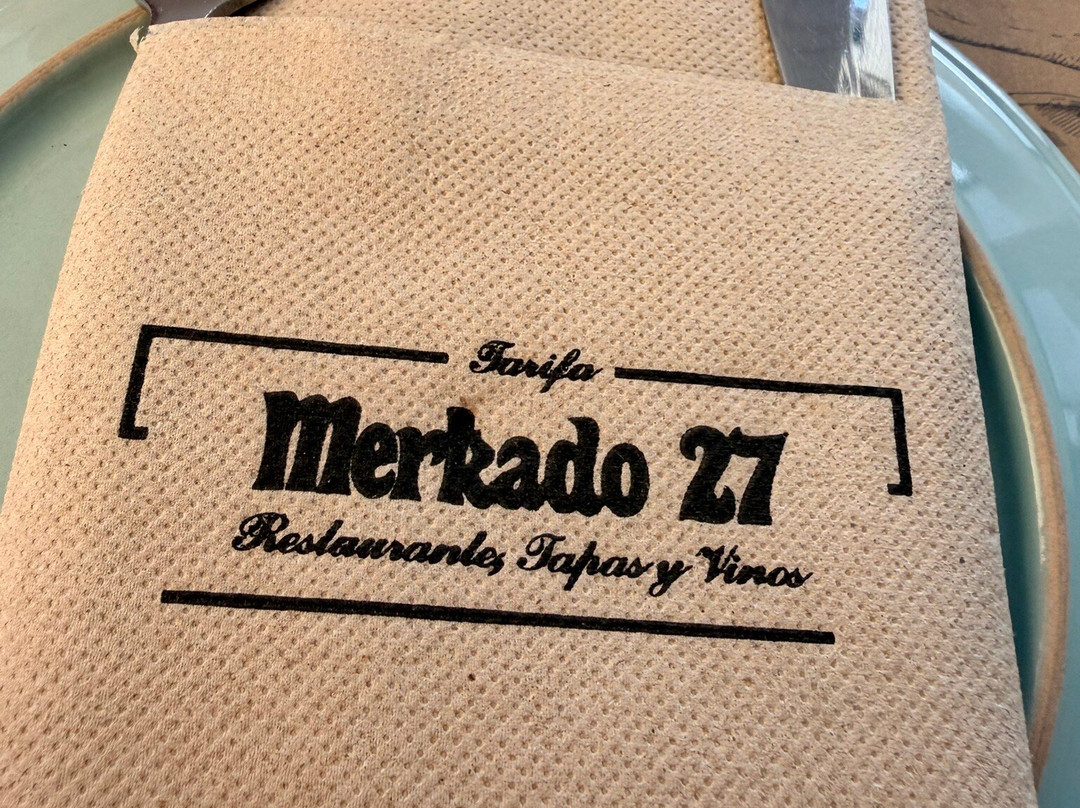 Tarifa
Merkado 27
Restaurante, Tapas y Vinos